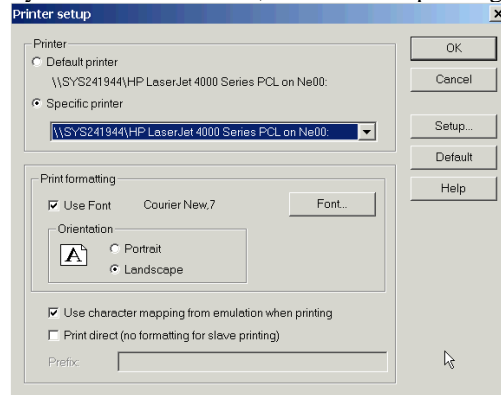 Printer setup
Printer
Default printer
\\SYS241944\HP LaserJet 4000 Series PCL on Ne00:
Specific printer
\\SYS241944\HP LaserJet 4000 Series PCL on Ne00:
OK
Cancel
Setup...
Default
Help
Print formatting
Use Font
Courier New,7
Font...
Orientation
A
Portrait
Landscape
Use character mapping from emulation when printing
Print direct (no formatting for slave printing)
Prefix: